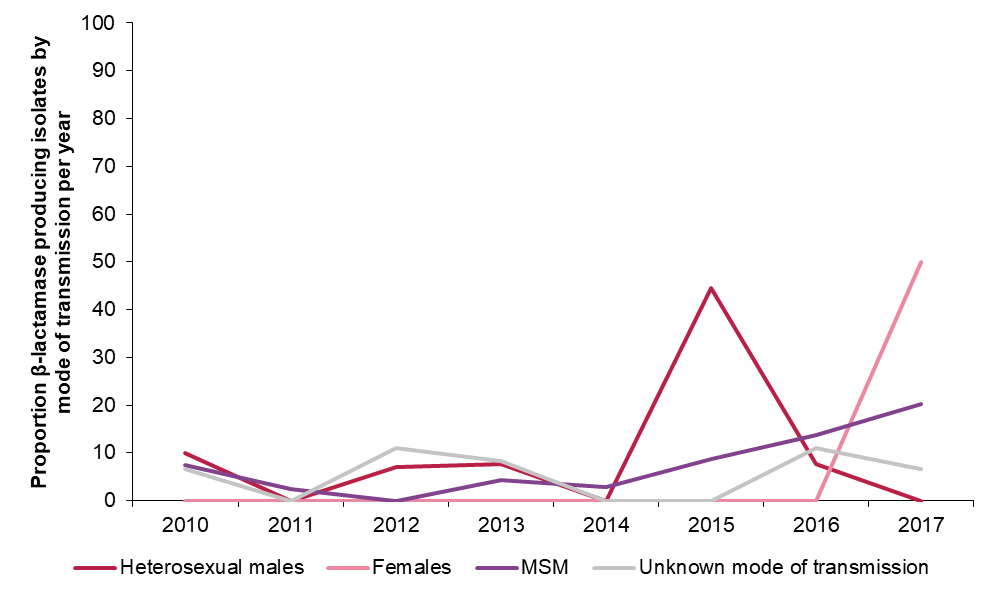 Proportion β-lactamase producing isolates by
mode of transmission per year
100
90
80
70
60
50
40
30
20
10
0
2010 2011 2012 2013 2014 2015 2016 2017
Heterosexual males Females MSM Unknown mode of transmission